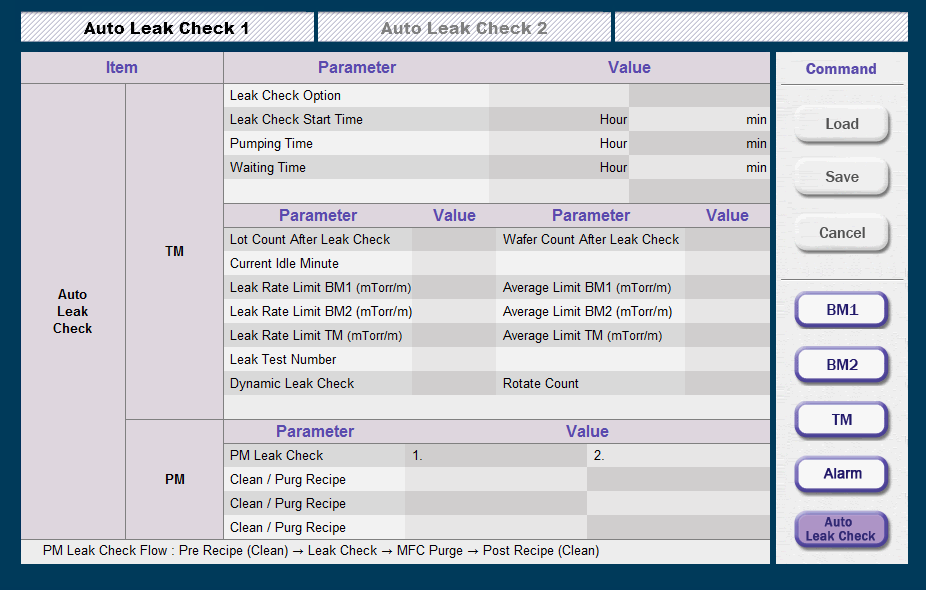 Auto Leak Check 1
Auto Leak Check 2
Item
Parameter
Value
Command
Auto
Leak
Check
TM
Leak Check Option
Leak Check Start Time Hour min
Pumping Time Hour min
Waiting Time Hour min
Parameter Value Parameter Value
Lot Count After Leak Check Wafer Count After Leak Check
Current Idle Minute
Leak Rate Limit BM1 (mTorr/m) Average Limit BM1 (mTorr/m)
Leak Rate Limit BM2 (mTorr/m) Average Limit BM2 (mTorr/m)
Leak Rate Limit TM (mTorr/m) Average Limit TM (mTorr/m)
Leak Test Number
Dynamic Leak Check Rotate Count
PM
Parameter Value
PM Leak Check 1. 2.
Clean / Purg Recipe
Clean / Purg Recipe
Clean / Purg Recipe
PM Leak Check Flow : Pre Recipe (Clean) → Leak Check → MFC Purge → Post Recipe (Clean)
Load
Save
Cancel
BM1
BM2
TM
Alarm
Auto
Leak Check